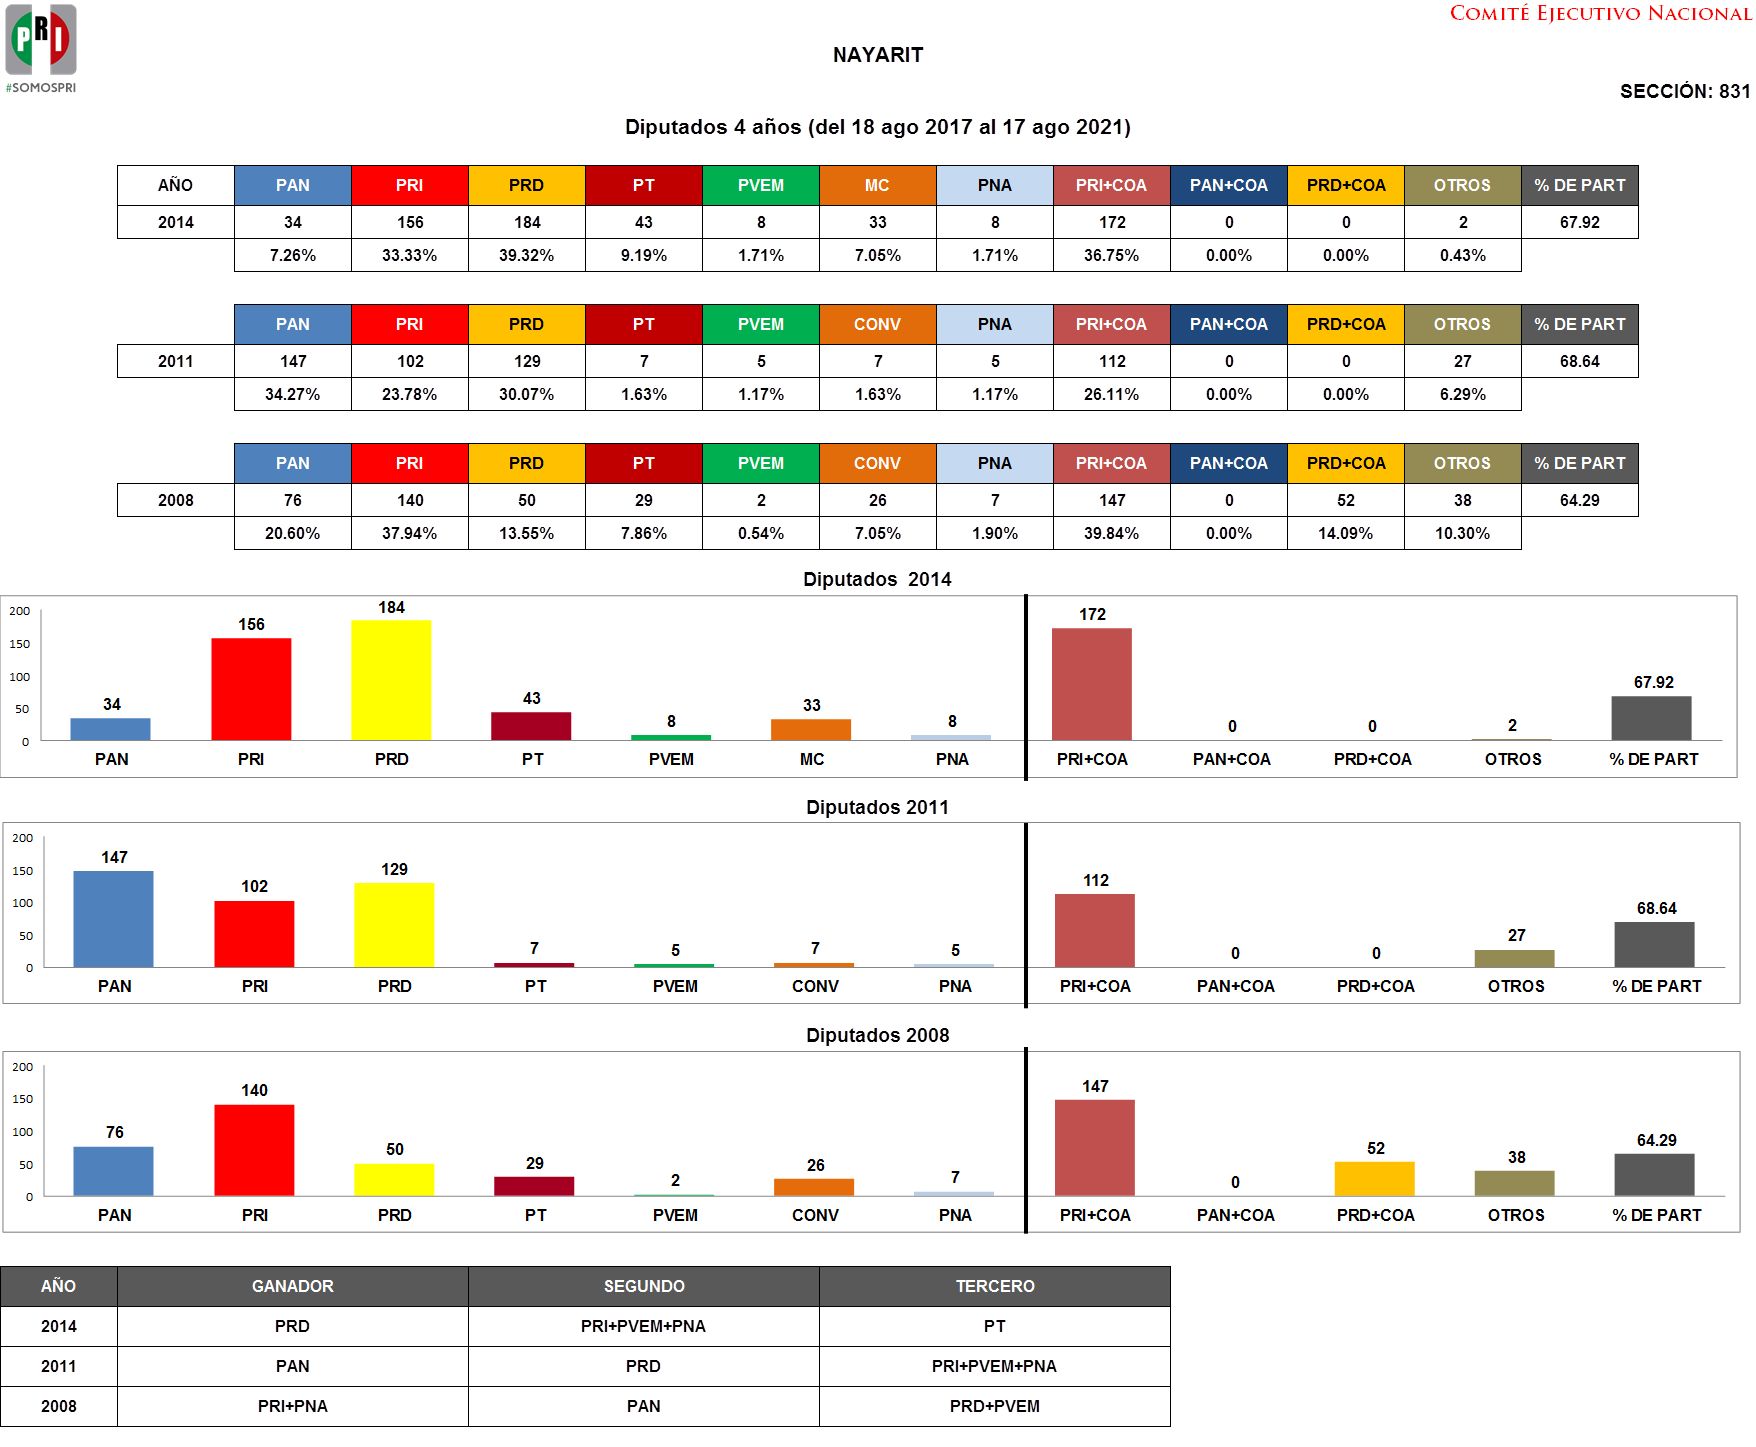 PRI
#SOMOSPRI
COMITÉ EJECUTIVO NACIONAL
NAYARIT
SECCIÓN: 831
Diputados 4 años (del 18 ago 2017 al 17 ago 2021)
AÑO PAN PRI PRD PT PVEM MC PNA PRI+COA PAN+COA PRD+COA OTROS % DE PART
2014 34 156 184 43 8 33 8 172 0 0 2 67.92
7.26% 33.33% 39.32% 9.19% 1.71% 7.05% 1.71% 36.75% 0.00% 0.00% 0.43%
PAN PRI PRD PT PVEM CONV PNA PRI+COA PAN+COA PRD+COA OTROS % DE PART
2011 147 102 129 7 5 7 5 112 0 0 27 68.64
34.27% 23.78% 30.07% 1.63% 1.17% 1.63% 1.17% 26.11% 0.00% 0.00% 6.29%
PAN PRI PRD PT PVEM CONV PNA PRI+COA PAN+COA PRD+COA OTROS % DE PART
2008 76 140 50 29 2 26 7 147 0 52 38 64.29
20.60% 37.94% 13.55% 7.86% 0.54% 7.05% 1.90% 39.84% 0.00% 14.09% 10.30%
Diputados 2014
200
150
100
50
0
34 156 184 43 8 33 8 172 0 0 2 67.92
PAN PRI PRD PT PVEM MC PNA PRI+COA PAN+COA PRD+COA OTROS % DE PART
Diputados 2011
200
150
100
50
0
147 102 129 7 5 7 5 112 0 0 27 68.64
PAN PRI PRD PT PVEM CONV PNA PRI+COA PAN+COA PRD+COA OTROS % DE PART
Diputados 2008
200
150
100
50
0
76 140 50 29 2 26 7 147 0 52 38 64.29
PAN PRI PRD PT PVEM CONV PNA PRI+COA PAN+COA PRD+COA OTROS % DE PART
AÑO GANADOR SEGUNDO TERCERO
2014 PRD PRI+PVEM+PNA PT
2011 PAN PRD PRI+PVEM+PNA
2008 PRI+PNA PAN PRD+PVEM